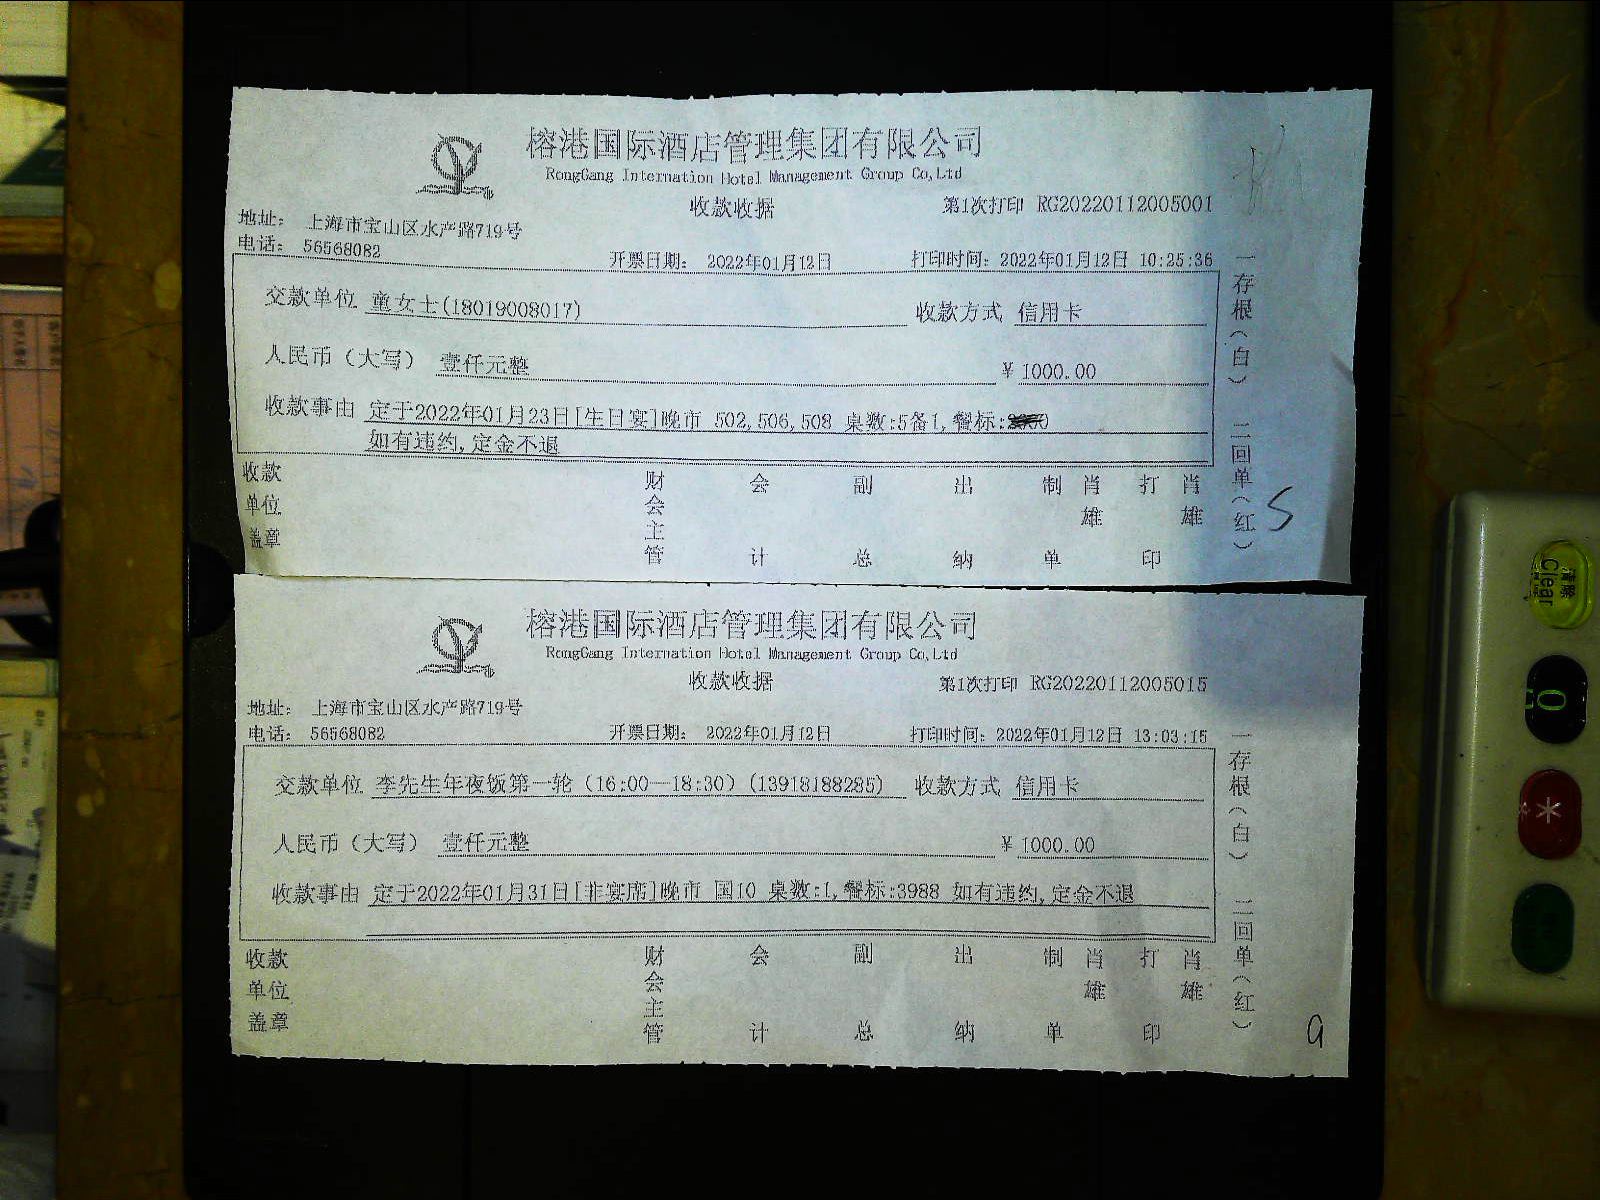 榕港国际酒店管理集团有限公司
RongGang Internation Hotel Management Group Co,Ltd
收款收据 第1次打印 RG20220112005001
地址: 上海市宝山区水产路719号
电话: 56568082 开票日期: 2022年01月12日 打印时间: 2022年01月12日 10:25:36
交款单位 童女士(18019008017) 收款方式 信用卡
人民币(大写) 壹仟元整 ¥ 1000.00
收款事由 定于2022年01月23日[生日宴]晚市 502,506,508 桌数:5备1,餐标:
如有违约,定金不退
收款单位盖章 财会主管 会计 副总 出纳 制单 肖雄 打印 肖雄
一存根(白) 二回单(红)
S
榕港国际酒店管理集团有限公司
RongGang Internation Hotel Management Group Co,Ltd
收款收据 第1次打印 RG20220112005015
地址: 上海市宝山区水产路719号
电话: 56568082 开票日期: 2022年01月12日 打印时间: 2022年01月12日 13:03:15
交款单位 李先生年夜饭第一轮(16:00—18:30)(13918188285) 收款方式 信用卡
人民币(大写) 壹仟元整 ¥ 1000.00
收款事由 定于2022年01月31日[非宴席]晚市 国10 桌数:1,餐标:3988 如有违约,定金不退
收款单位盖章 财会主管 会计 副总 出纳 制单 肖雄 打印 肖雄
一存根(白) 二回单(红)
清除
Clear
0
*